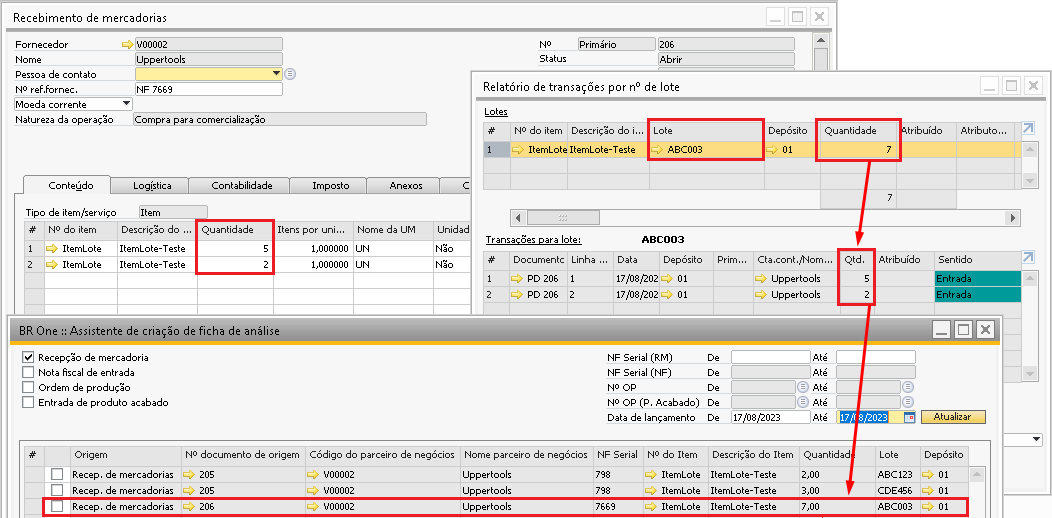 Recebimento de mercadorias
Fornecedor V00002
Nome Uppertools
Pessoa de contato
Nº ref.fornec. NF 7669
Moeda corrente
Natureza da operação Compra para comercialização
Nº Primário 206
Status Abrir
Conteúdo Logística Contabilidade Imposto Anexos C
Tipo de item/serviço Item
# Nº do item Descrição do ... Quantidade Itens por uni... Nome da UM Unidad
1 ItemLote ItemLote-Teste 5 1,000000 UN Não
2 ItemLote ItemLote-Teste 2 1,000000 UN Não
Relatório de transações por nº de lote
Lotes
# Nº do item Descrição do i... Lote Depósito Quantidade Atribuído Atributo...
1 ItemLote ItemLote-Teste ABC003 01 7
7
Transações para lote: ABC003
# Documentc Linha ... Data Depósito Prim... Cta.cont./Nom... Qtd. Atribuído Sentido
1 PD 206 1 17/08/202 01 Uppertools 5 Entrada
2 PD 206 2 17/08/202 01 Uppertools 2 Entrada
BR One :: Assistente de criação de ficha de análise
Recepção de mercadoria
Nota fiscal de entrada
Ordem de produção
Entrada de produto acabado
NF Serial (RM) De Até
NF Serial (NF) De Até
Nº OP De Até
Nº OP (P. Acabado) De Até
Data de lançamento De 17/08/2023 Até 17/08/2023 Atualizar
# Origem Nº documento de origem Código do parceiro de negócios Nome parceiro de negócios NF Serial Nº do Item Descrição do Item Quantidade Lote Depósito
Recep. de mercadorias 205 V00002 Uppertools 798 ItemLote ItemLote-Teste 2,00 ABC123 01
Recep. de mercadorias 205 V00002 Uppertools 798 ItemLote ItemLote-Teste 3,00 CDE456 01
Recep. de mercadorias 206 V00002 Uppertools 7669 ItemLote ItemLote-Teste 7,00 ABC003 01